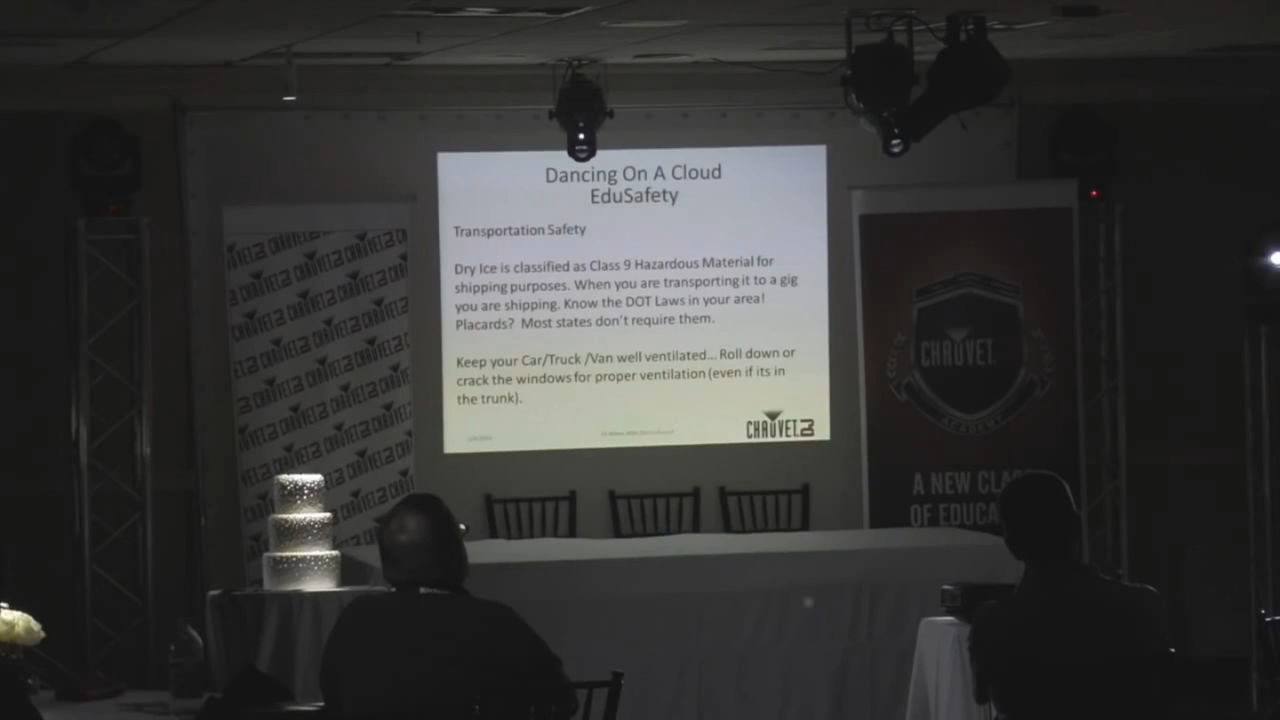 Dancing On A Cloud
EduSafety
Transportation Safety
Dry Ice is classified as Class 9 Hazardous Material for
shipping purposes. When you are transporting it to a gig
you are shipping. Know the DOT Laws in your area!
Placards? Most states don't require them.
Keep your Car/Truck /Van well ventilated... Roll down or
crack the windows for proper ventilation (even if its in
the trunk).
CHAUVET
CHAUVET
ACADEMY
A NEW CLASS
OF EDUCA